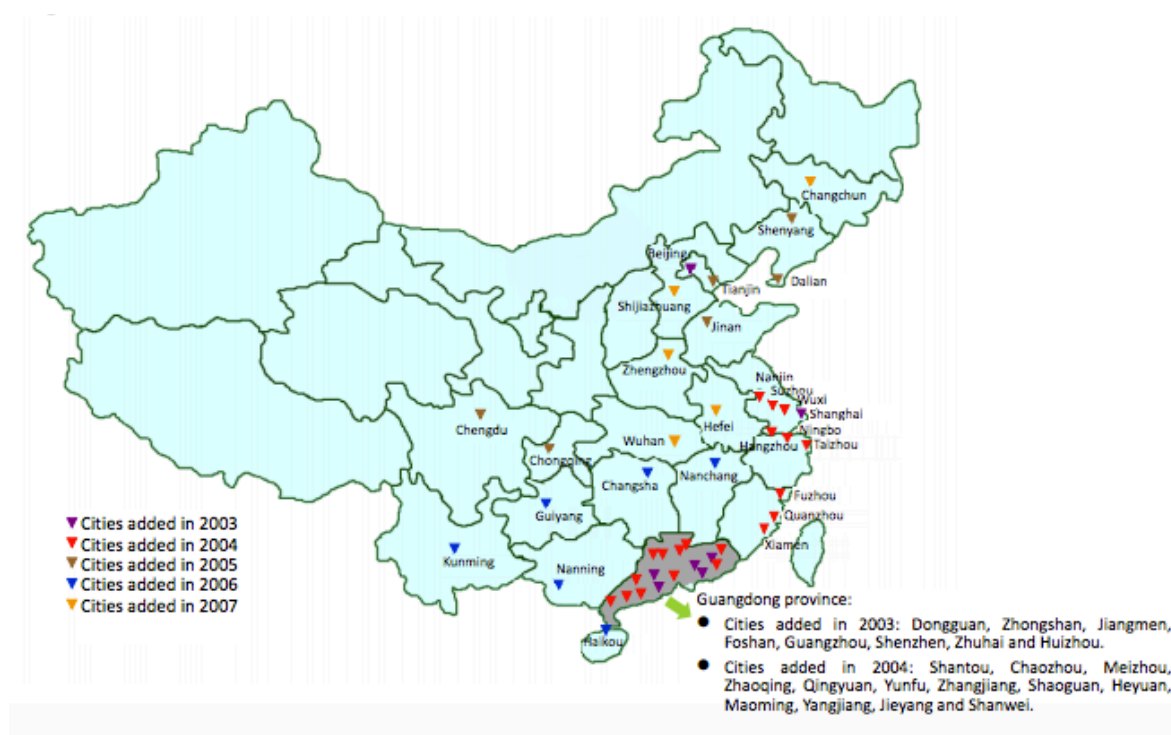 Changchun
Shenyang
Beijing
Tianjin
Dalian
Shijiazhuang
Jinan
Zhengzhou
Nanjin
Suzhou
Wuxi
Shanghai
Hefei
Ningbo
Hangzhou
Taizhou
Chengdu
Wuhan
Chongqing
Nanchang
Changsha
Fuzhou
Guiyang
Quanzhou
Xiamen
Kunming
Nanning
Haikou
Cities added in 2003
Cities added in 2004
Cities added in 2005
Cities added in 2006
Cities added in 2007
Guangdong province:
● Cities added in 2003: Dongguan, Zhongshan, Jiangmen,
Foshan, Guangzhou, Shenzhen, Zhuhai and Huizhou.
● Cities added in 2004: Shantou, Chaozhou, Meizhou,
Zhaoqing, Qingyuan, Yunfu, Zhangjiang, Shaoguan, Heyuan,
Maoming, Yangjiang, Jieyang and Shanwei.